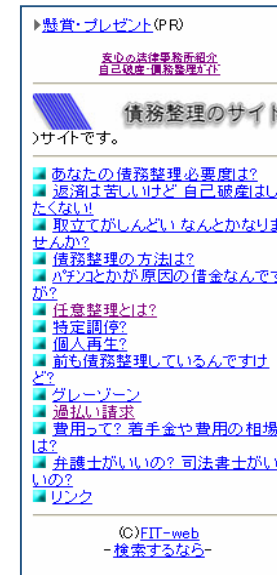 懸賞・プレゼント(PR)
安心の法律事務所紹介
自己破産・債務整理ガイド
債務整理のサイト
)サイトです。
あなたの債務整理必要度は?
返済は苦しいけど 自己破産はし
たくない!
取立てがしんどい なんとかなりま
せんか?
債務整理の方法は?
パチンコとかが原因の借金なんです
が?
任意整理とは?
特定調停?
個人再生?
前も債務整理しているんですけ
ど?
グレーゾーン
過払い請求
費用って? 着手金や費用の相場
は?
弁護士がいいの? 司法書士がい
いの?
リンク
(C)FIT-web
-検索するなら-